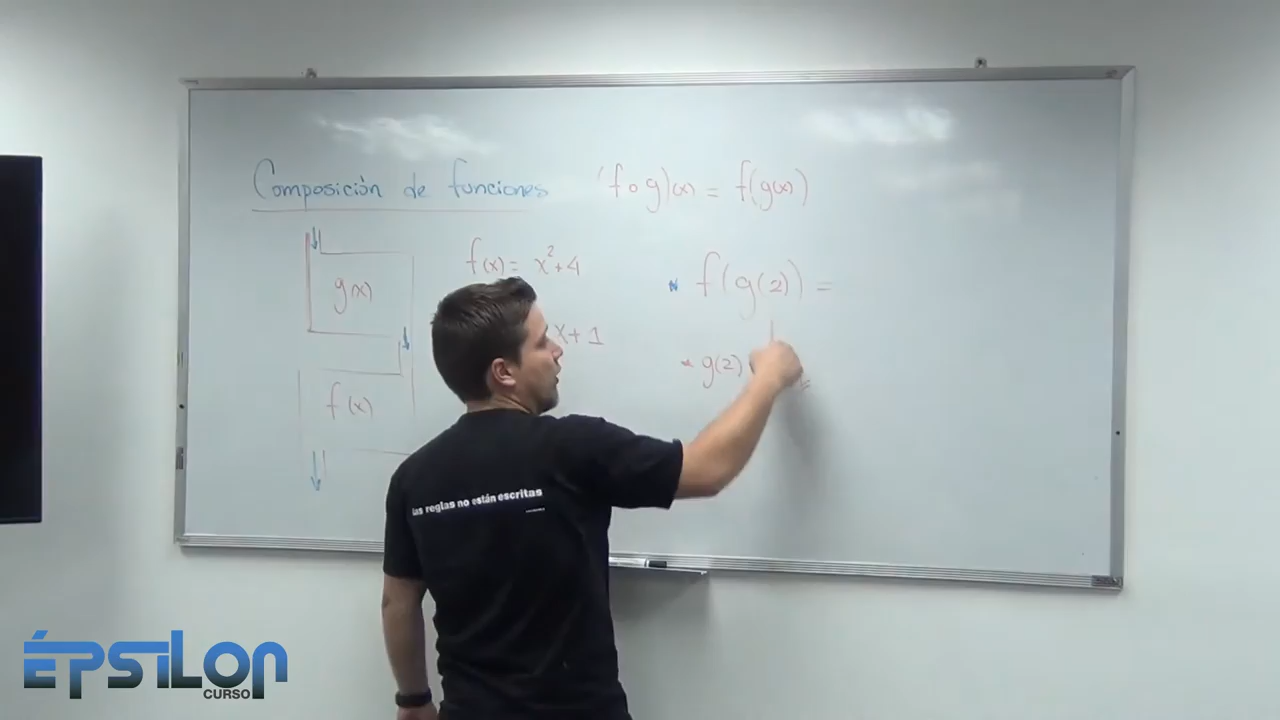 Composición de funciones
(f o g)(x) = f(g(x))
g(x)
f(x)
f(x) = x²+4
x+1
* f(g(2)) =
* g(2)
Las reglas no están escritas
ÉPSILON
CURSO